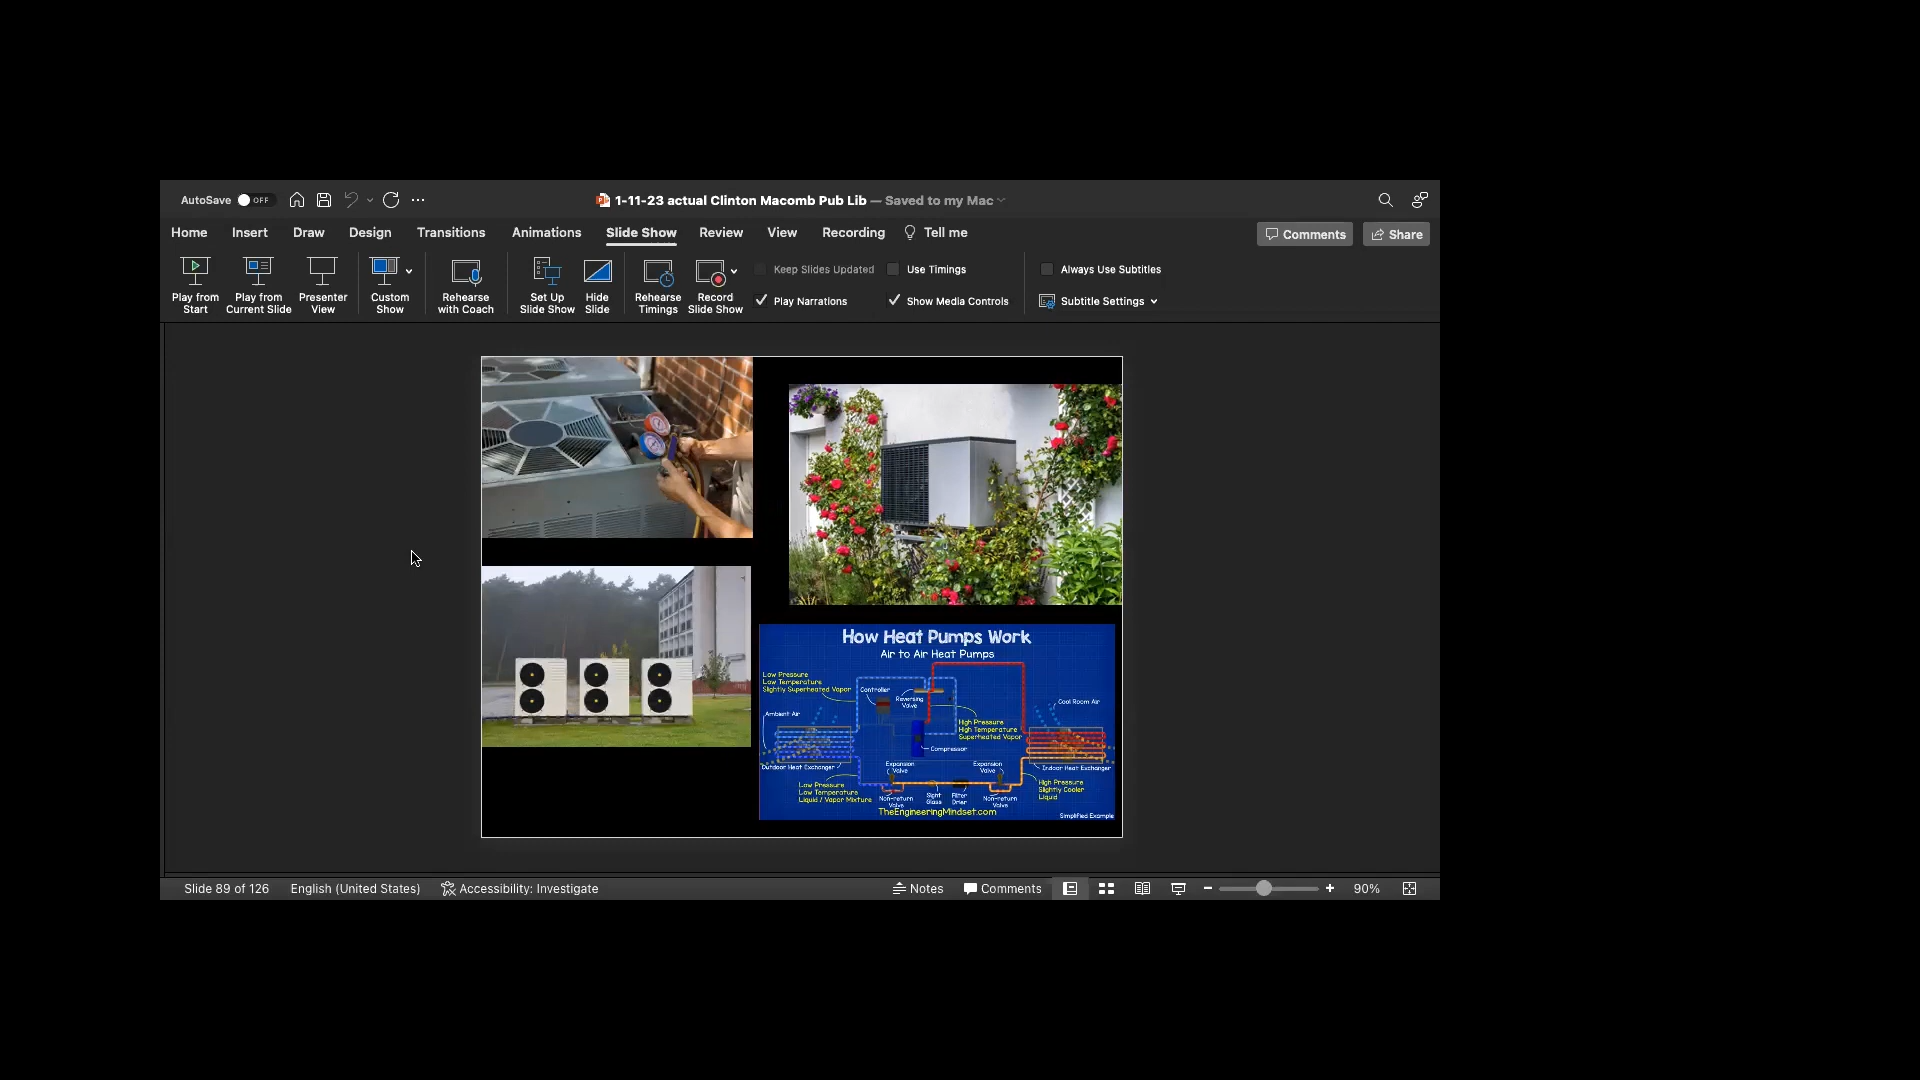 AutoSave OFF
1-11-23 actual Clinton Macomb Pub Lib — Saved to my Mac
Home Insert Draw Design Transitions Animations Slide Show Review View Recording Tell me
Comments Share
Play from Start
Play from Current Slide
Presenter View
Custom Show
Rehearse with Coach
Set Up Slide Show
Hide Slide
Rehearse Timings
Record Slide Show
Keep Slides Updated
Play Narrations
Use Timings
Show Media Controls
Always Use Subtitles
Subtitle Settings
How Heat Pumps Work
Air to Air Heat Pumps
Low Pressure
Low Temperature
Slightly Superheated Vapor
Controller
Reversing
Valve
Cool Room Air
Ambient Air
High Pressure
High Temperature
Superheated Vapor
Compressor
Outdoor Heat Exchanger
Expansion
Valve
Expansion
Valve
Indoor Heat Exchanger
Low Pressure
Low Temperature
Liquid / Vapor Mixture
Non-return
Valve
Sight
Glass
Filter
Drier
Non-return
Valve
High Pressure
Slightly Cooler
Liquid
TheEngineeringMindset.com
Simplified Example
Slide 89 of 126 English (United States) Accessibility: Investigate
Notes Comments 90%